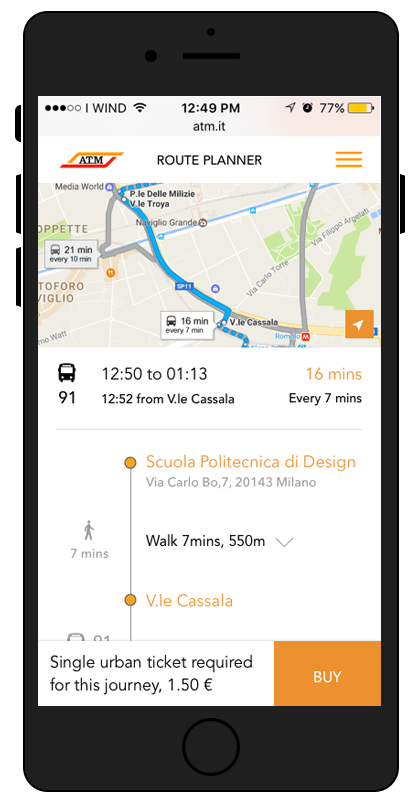 I WIND 12:49 PM 77%
atm.it
ATM ROUTE PLANNER
Media World
P.le Delle Milizie
V.le Troya
Naviglio Grande
Via Filippo Argelati
OPPETTE
21 min
every 10 min
Via Carlo Torre
OTOFORO
VIGLIO
SP11
16 min
every 7 min
V.le Cassala
Romolo
mo Watt
12:50 to 01:13 16 mins
91 12:52 from V.le Cassala Every 7 mins
Scuola Politecnica di Design
Via Carlo Bo,7, 20143 Milano
Walk 7mins, 550m
7 mins
V.le Cassala
91
Single urban ticket required
for this journey, 1.50 €
BUY